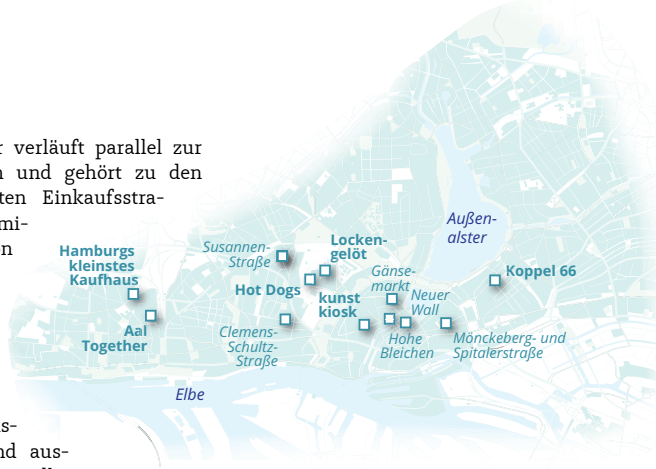 r verläuft parallel zur
n und gehört zu den
ten Einkaufsstra-
mi-
on
Außen-
alster
Hamburgs
kleinstes
Kaufhaus
Susannen-
Straße
Locken-
gelöt
Gänse-
markt
Koppel 66
Hot Dogs
kunst
kiosk
Neuer
Wall
Aal
Together
Clemens-
Schultz-
Straße
Hohe
Bleichen
Mönckeberg- und
Spitalerstraße
Elbe
s-
nd aus-